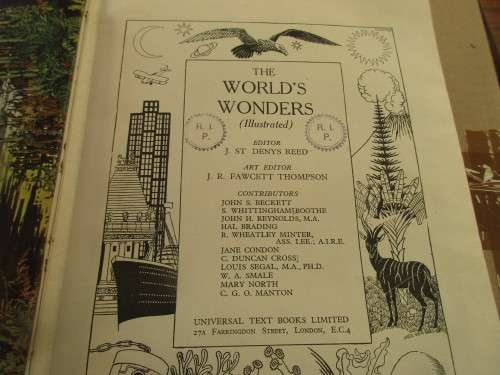 THE
WORLD'S
WONDERS
(Illustrated)
R. I.
P.
R. I.
P.
EDITOR
J. ST DENYS REED
ART EDITOR
J. R. FAWCETT THOMPSON
CONTRIBUTORS
JOHN S. BECKETT
S. WHITTINGHAM BOOTHE
JOHN H. REYNOLDS, M.A.
HAL BRADING
R. WHEATLEY MINTER,
ASS. LEE., A.I.R.E.
JANE CONDON
C. DUNCAN CROSS
LOUIS SEGAL, M.A., PH.D.
W. A. SMALE
MARY NORTH
C. G. O. MANTON
UNIVERSAL TEXT BOOKS LIMITED
27A FARRINGDON STREET, LONDON, E.C.4